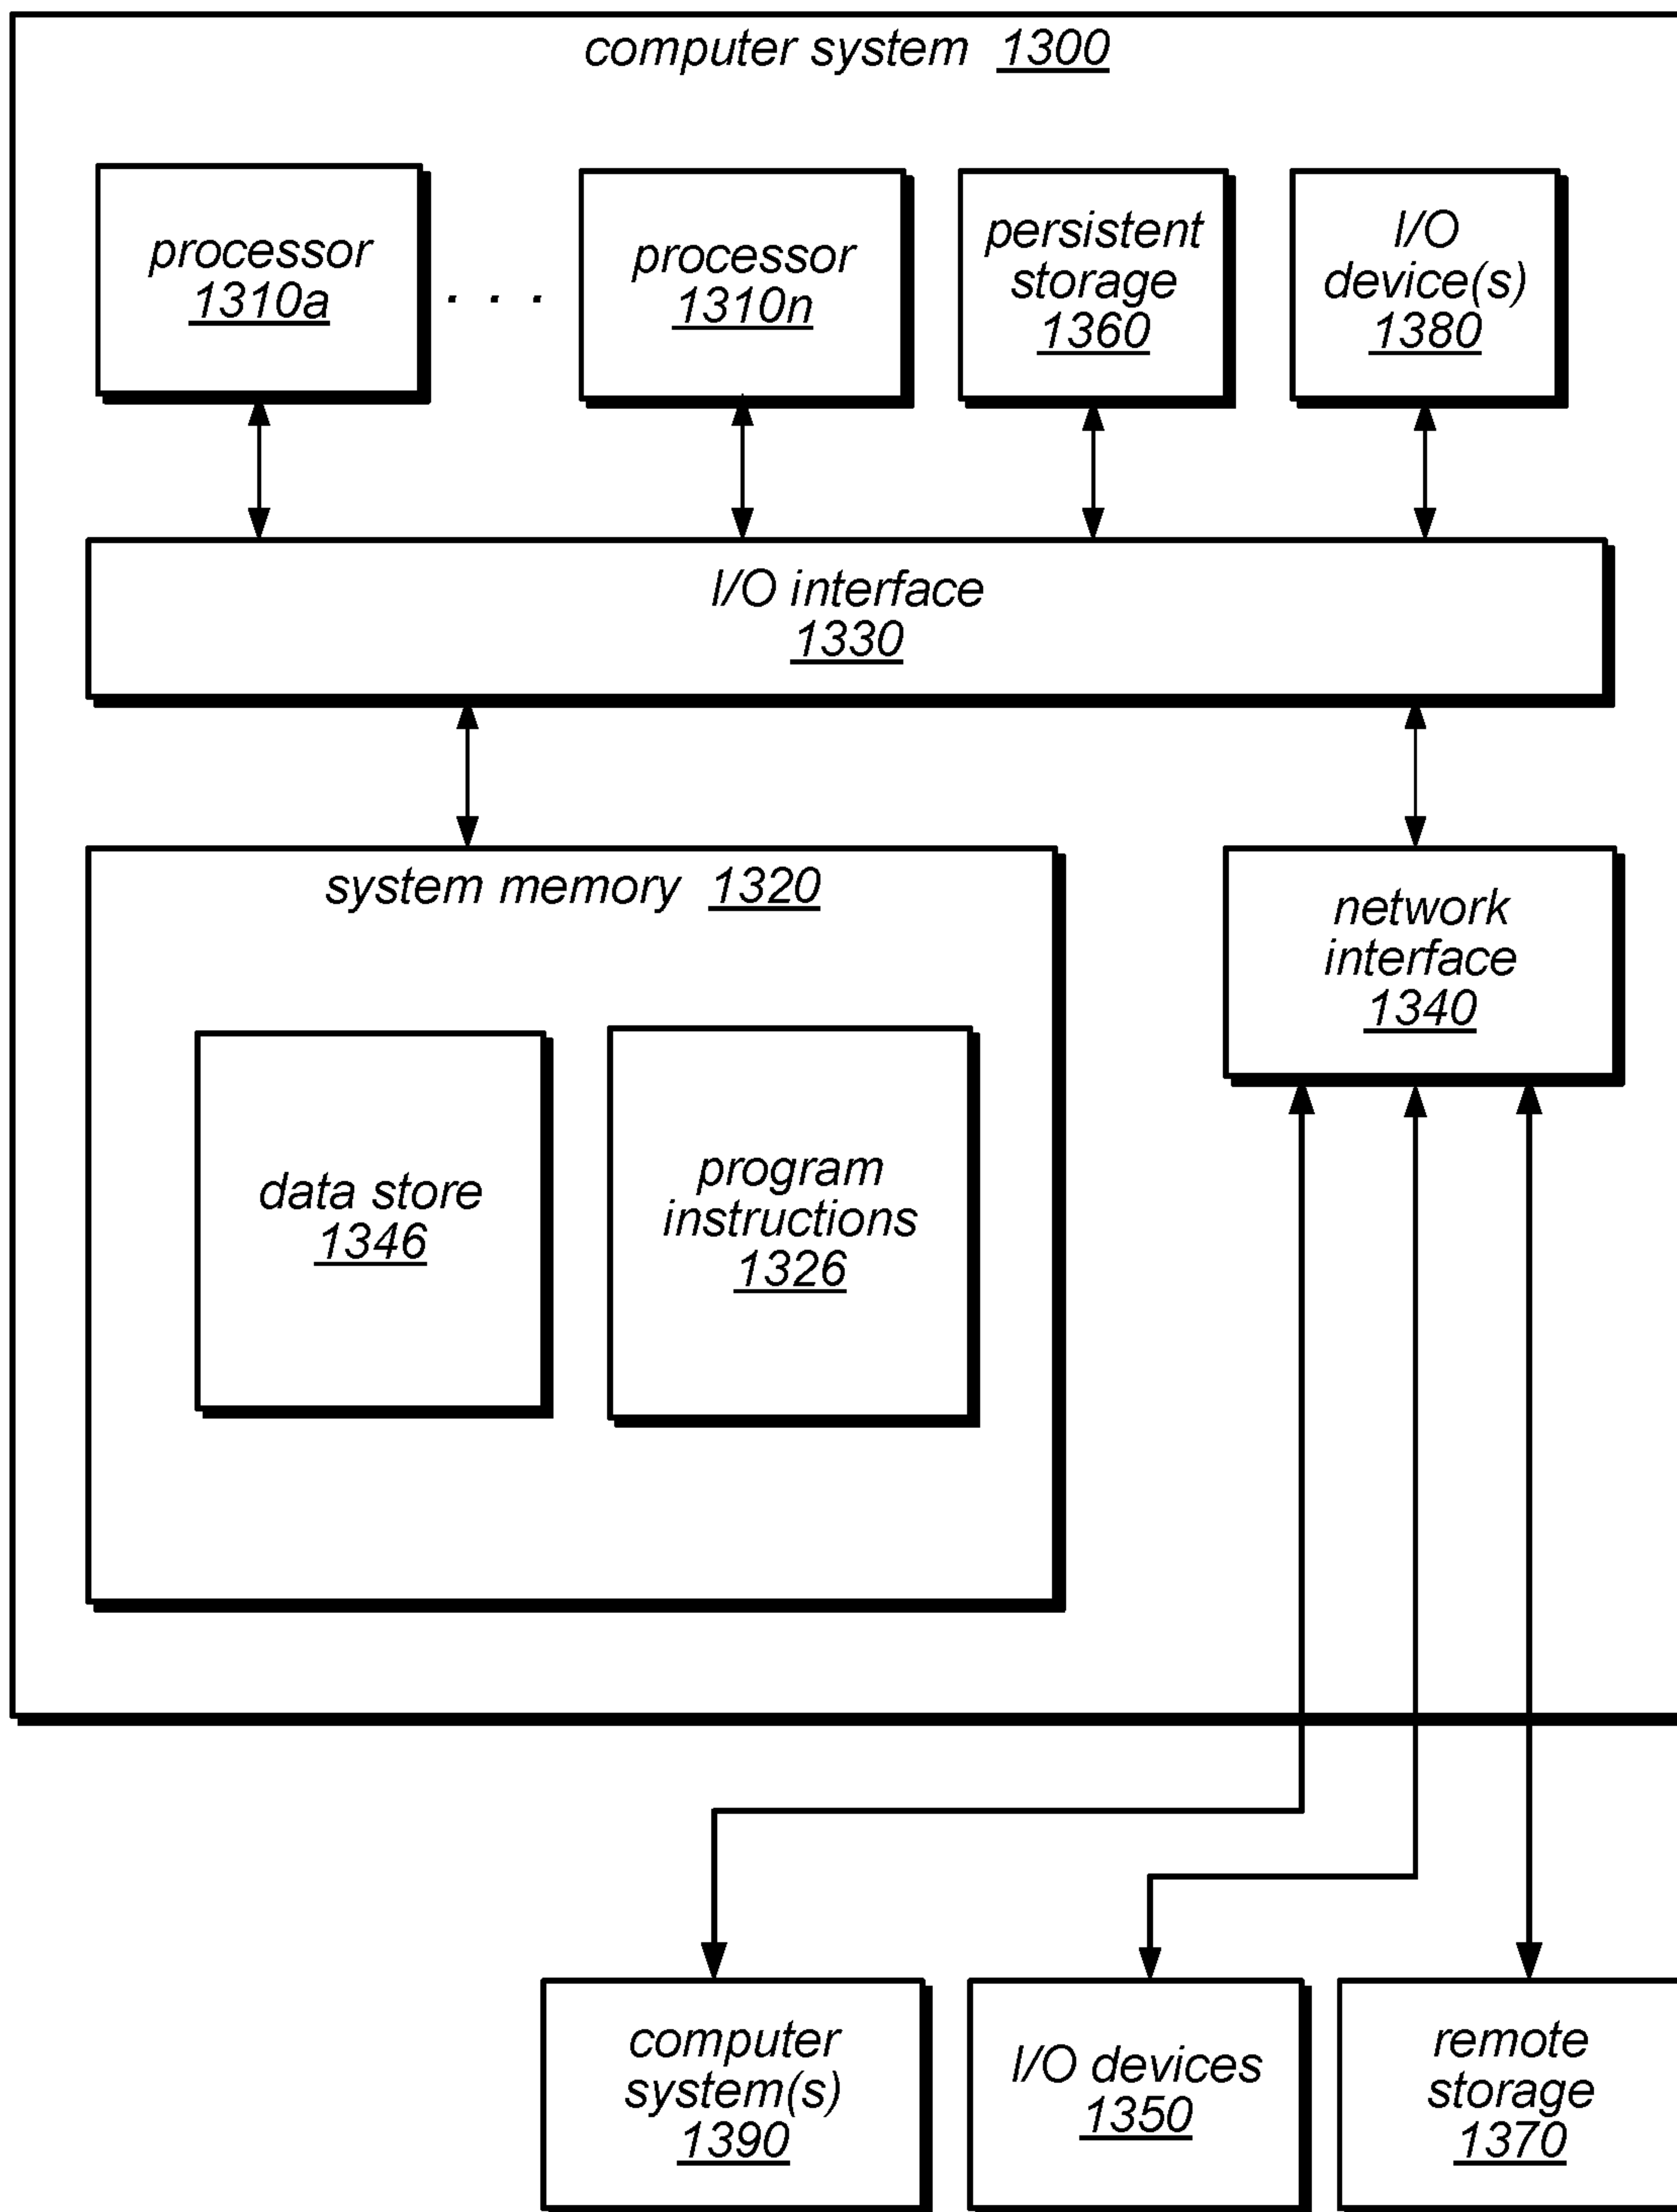 computer system 1300
processor
1310a
. . .
processor
1310n
persistent
storage
1360
I/O
device(s)
1380
I/O interface
1330
system memory 1320
network
interface
1340
data store
1346
program
instructions
1326
computer
system(s)
1390
I/O devices
1350
remote
storage
1370